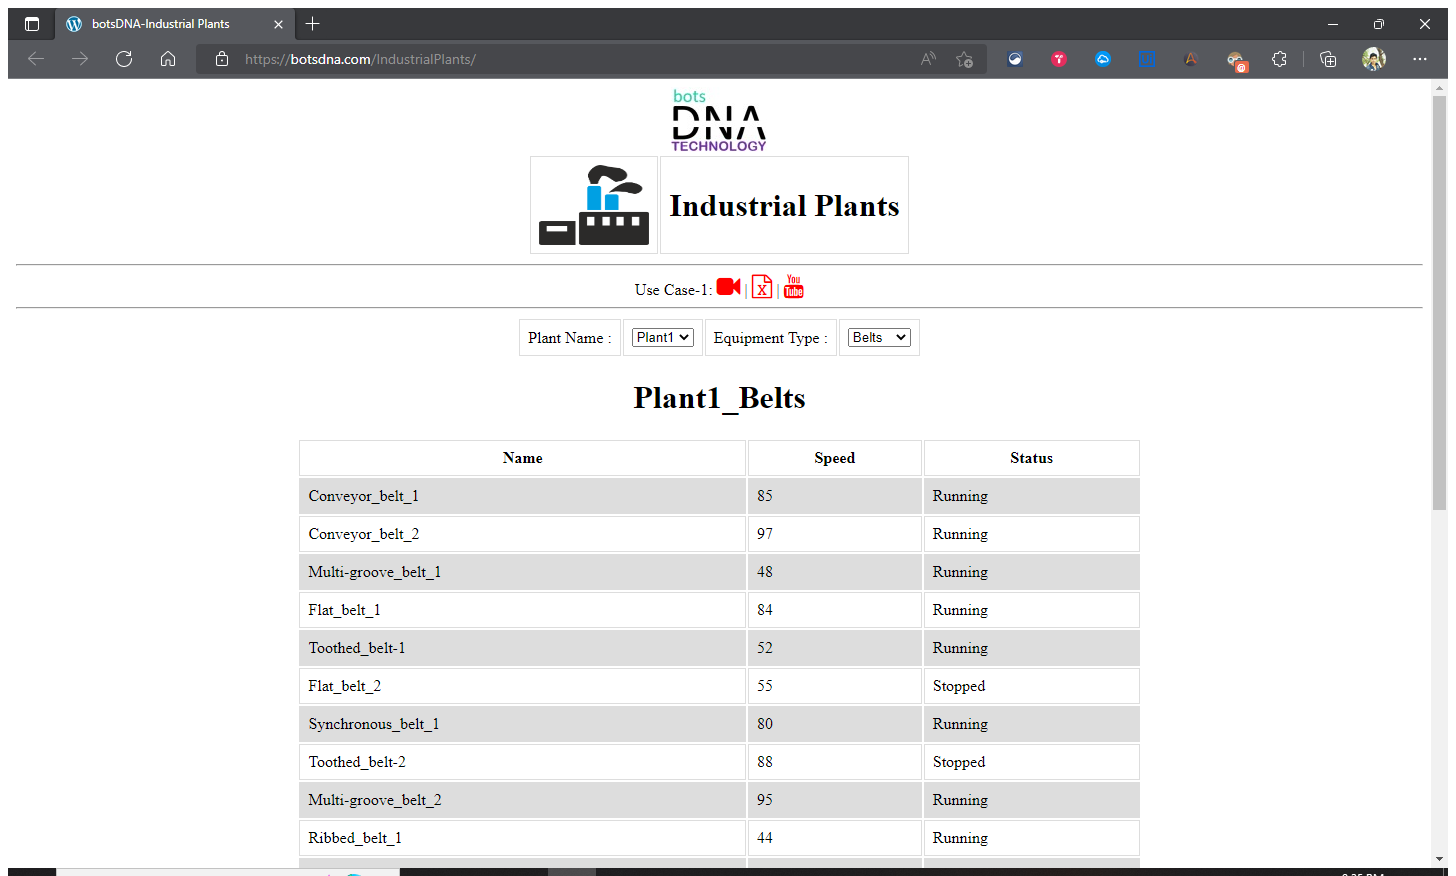 botsDNA-Industrial Plants
https://botsdna.com/IndustrialPlants/
bots
DNA
TECHNOLOGY
Industrial Plants
Use Case-1: | X | You Tube
Plant Name : Plant1 Equipment Type : Belts
Plant1_Belts
Name Speed Status
Conveyor_belt_1 85 Running
Conveyor_belt_2 97 Running
Multi-groove_belt_1 48 Running
Flat_belt_1 84 Running
Toothed_belt-1 52 Running
Flat_belt_2 55 Stopped
Synchronous_belt_1 80 Running
Toothed_belt-2 88 Stopped
Multi-groove_belt_2 95 Running
Ribbed_belt_1 44 Running